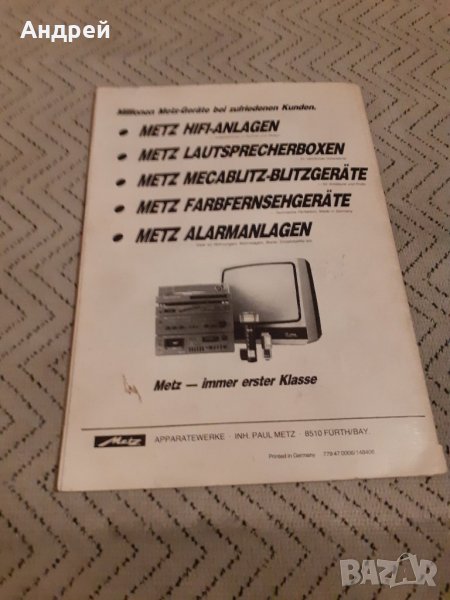 Андрей
Millionen Metz-Geräte bei zufriedenen Kunden.
• METZ HIFI-ANLAGEN
• METZ LAUTSPRECHERBOXEN
• METZ MECABLITZ-BLITZGERÄTE
• METZ FARBFERNSEHGERÄTE
• METZ ALARMANLAGEN
Metz — immer erster Klasse
Metz APPARATEWERKE · INH. PAUL METZ · 8510 FÜRTH/BAY.
Printed in Germany
BAZAR